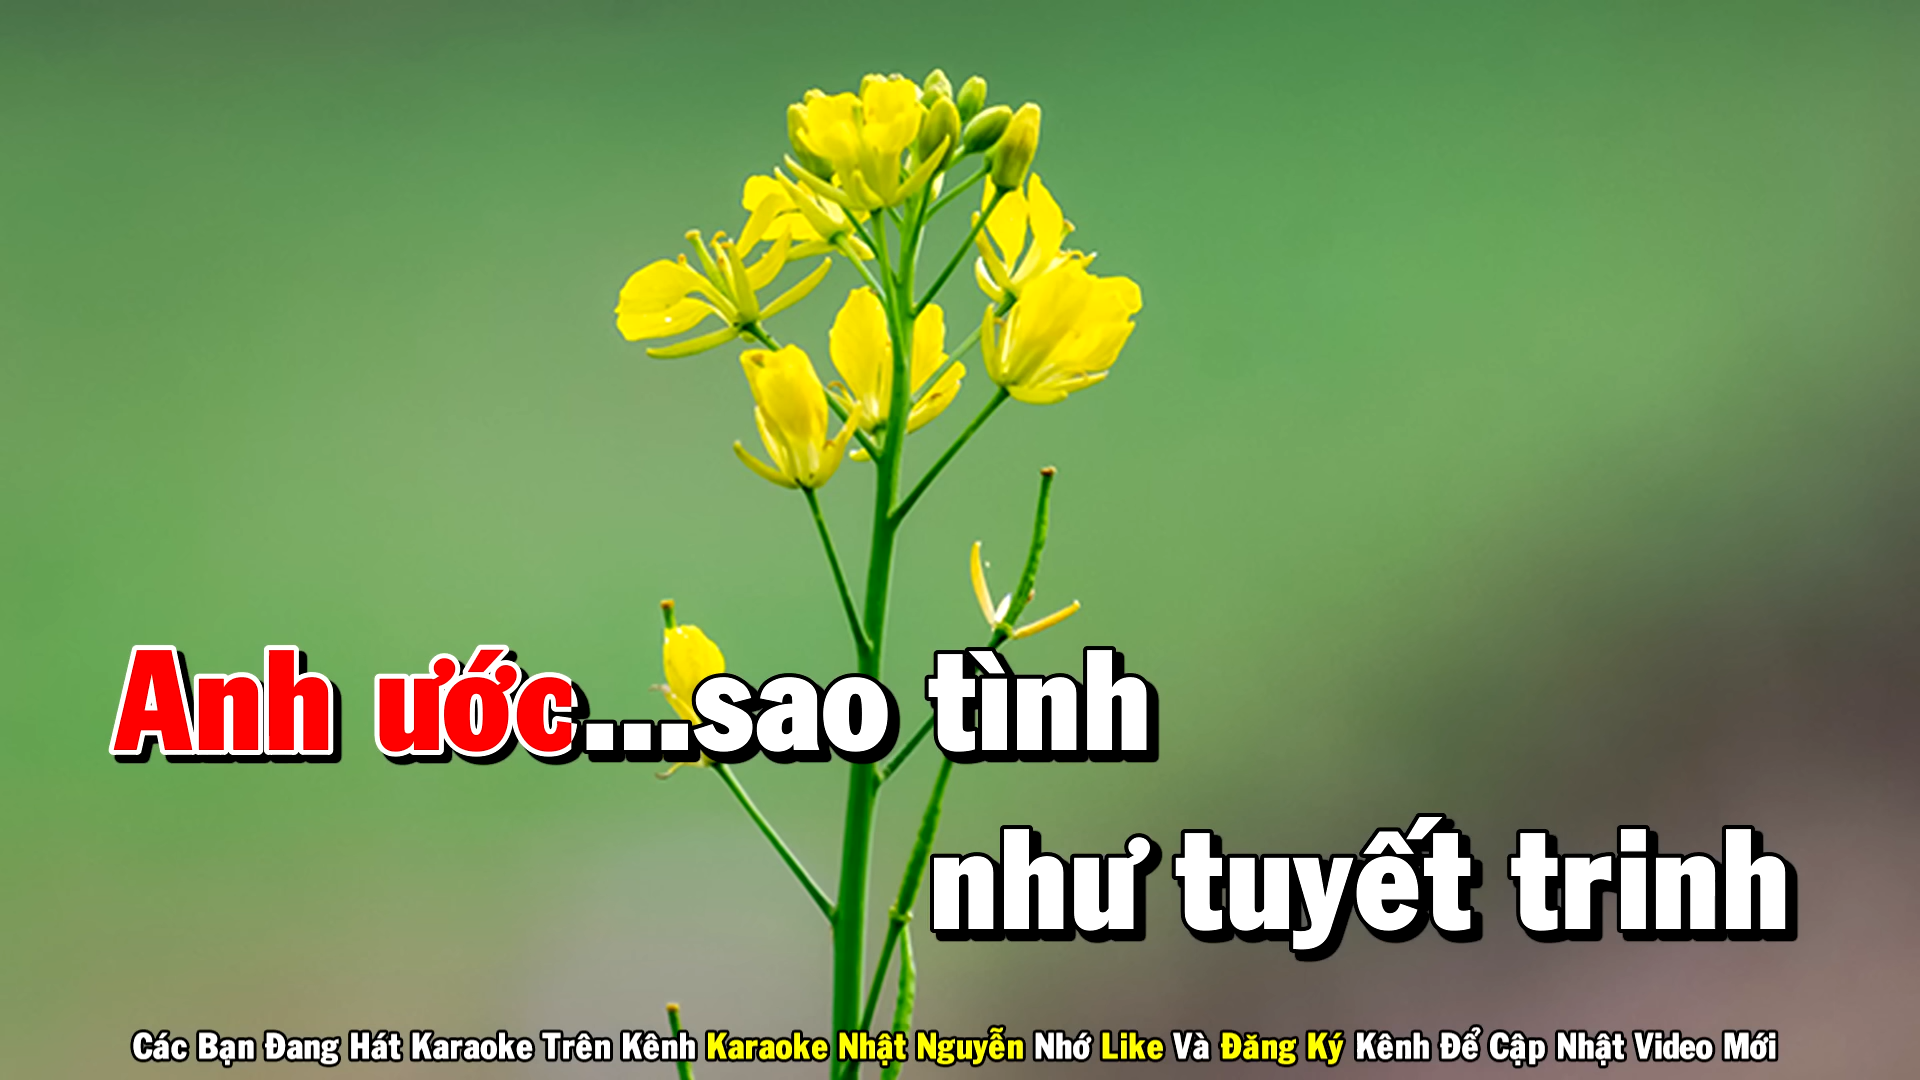 Anh ước...sao tình
như tuyết trinh
Các Bạn Đang Hát Karaoke Trên Kênh Karaoke Nhật Nguyễn Nhớ Like Và Đăng Ký Kênh Để Cập Nhật Video Mới